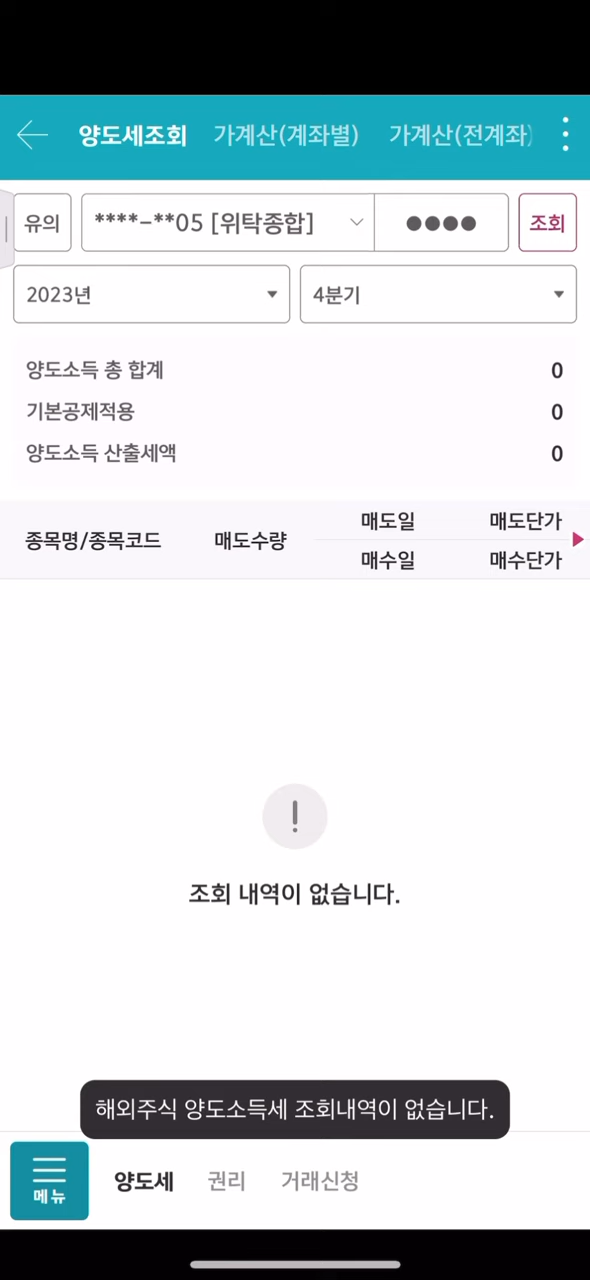 양도세조회 가계산(계좌별) 가계산(전계좌)
유의 ****-**05 [위탁종합] ●●●● 조회
2023년 4분기
양도소득 총 합계 0
기본공제적용 0
양도소득 산출세액 0
종목명/종목코드 매도수량 매도일 매도단가
매수일 매수단가
!
조회 내역이 없습니다.
해외주식 양도소득세 조회내역이 없습니다.
메뉴 양도세 권리 거래신청